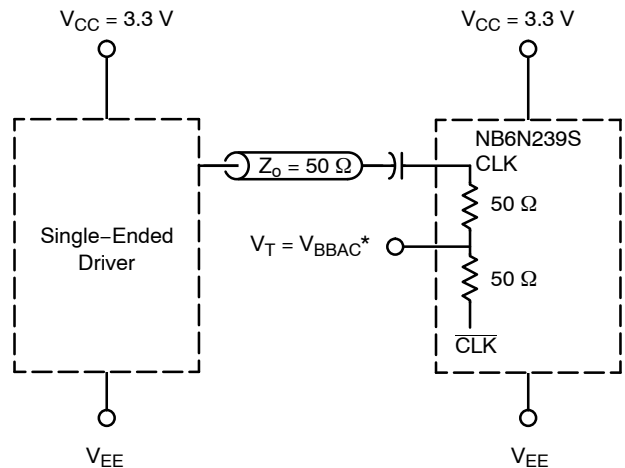 V_CC = 3.3 V
V_CC = 3.3 V
NB6N239S
Z_o = 50 Ω
CLK
50 Ω
Single−Ended
Driver
V_T = V_BBAC*
50 Ω
C̅L̅K̅
V_EE
V_EE